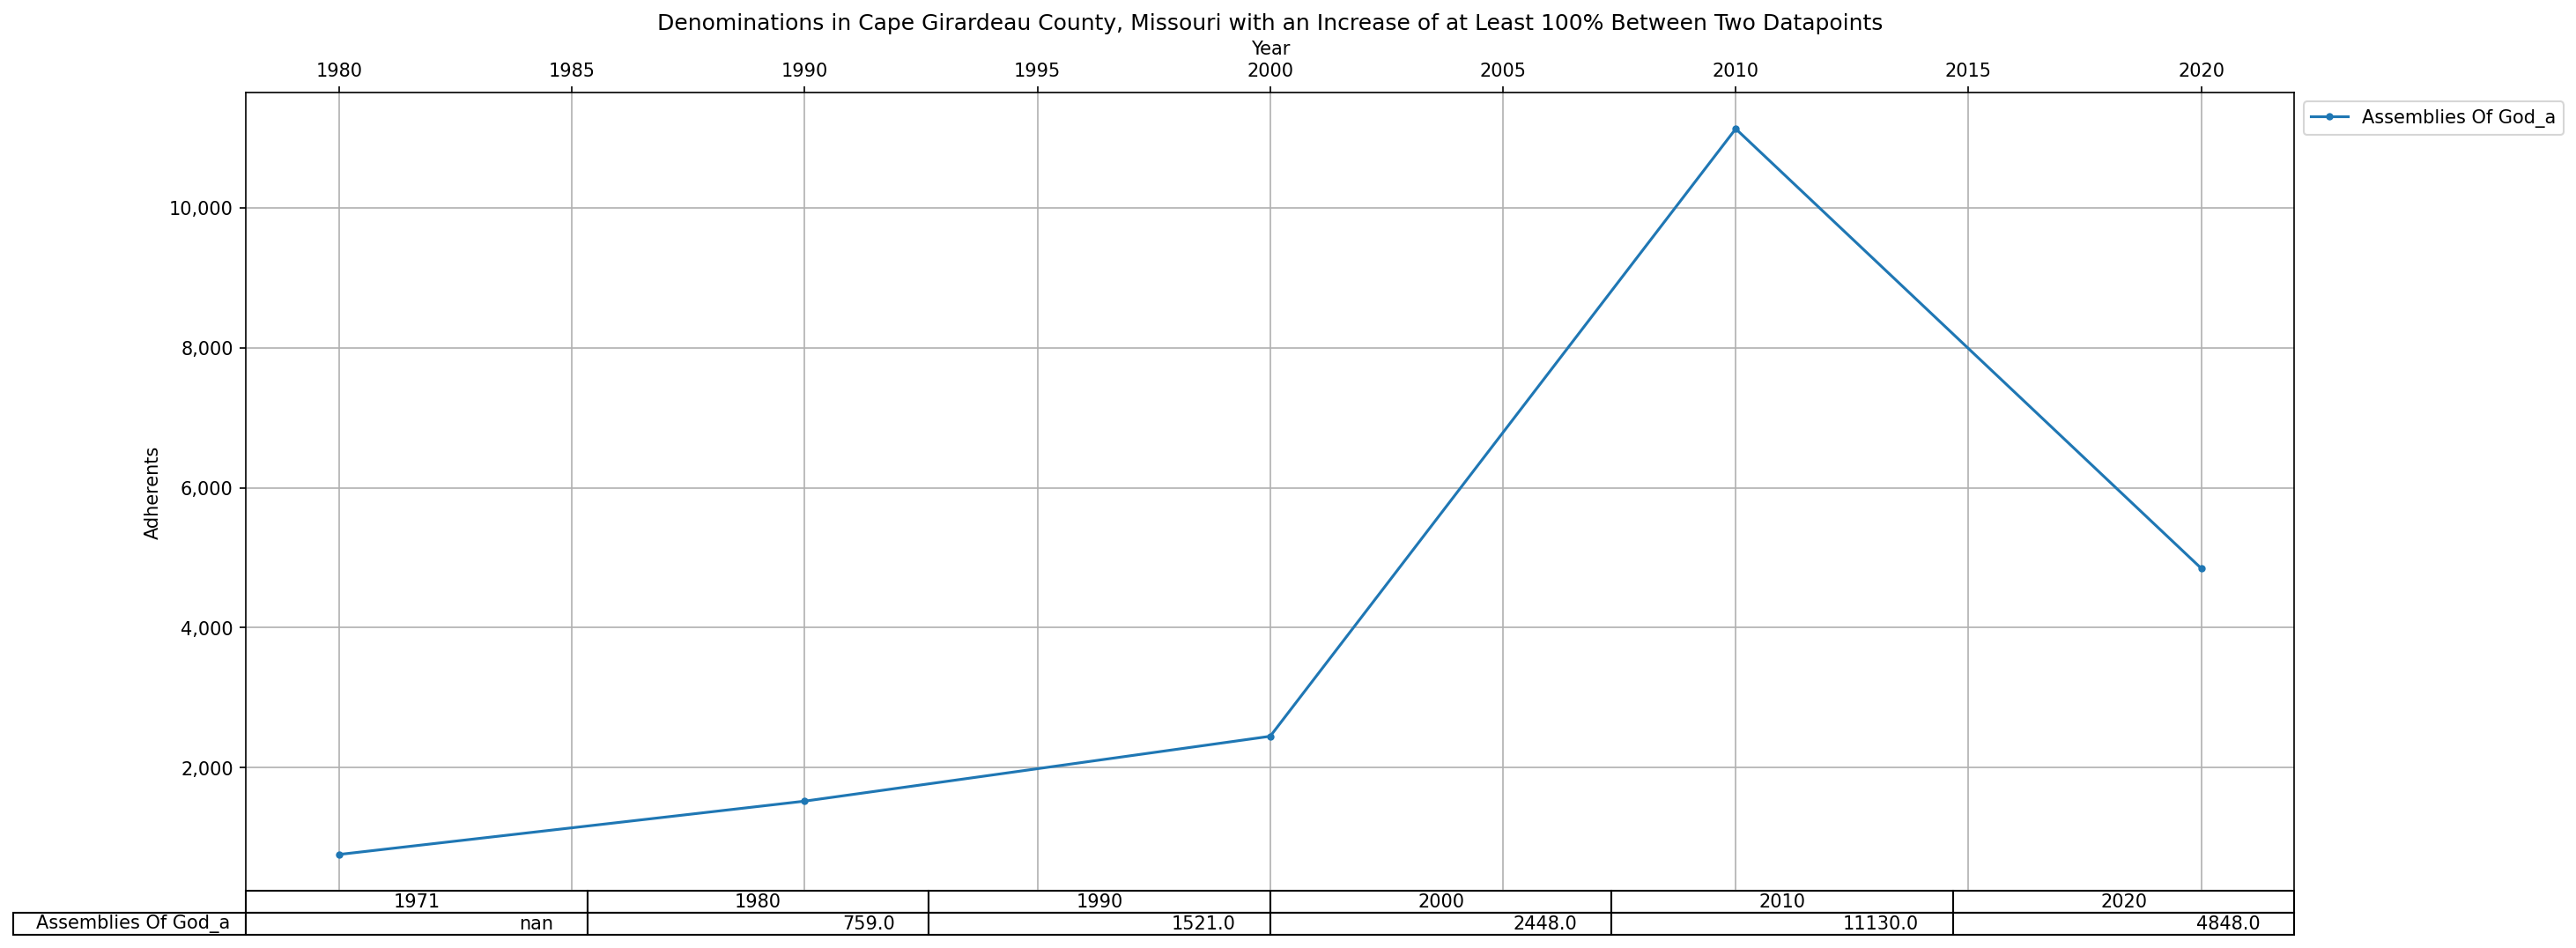 Denominations in Cape Girardeau County, Missouri with an Increase of at Least 100% Between Two Datapoints
Year
1980 1985 1990 1995 2000 2005 2010 2015 2020
Assemblies Of God_a
10,000
8,000
6,000
4,000
2,000
Adherents
1971 1980 1990 2000 2010 2020
Assemblies Of God_a nan 759.0 1521.0 2448.0 11130.0 4848.0